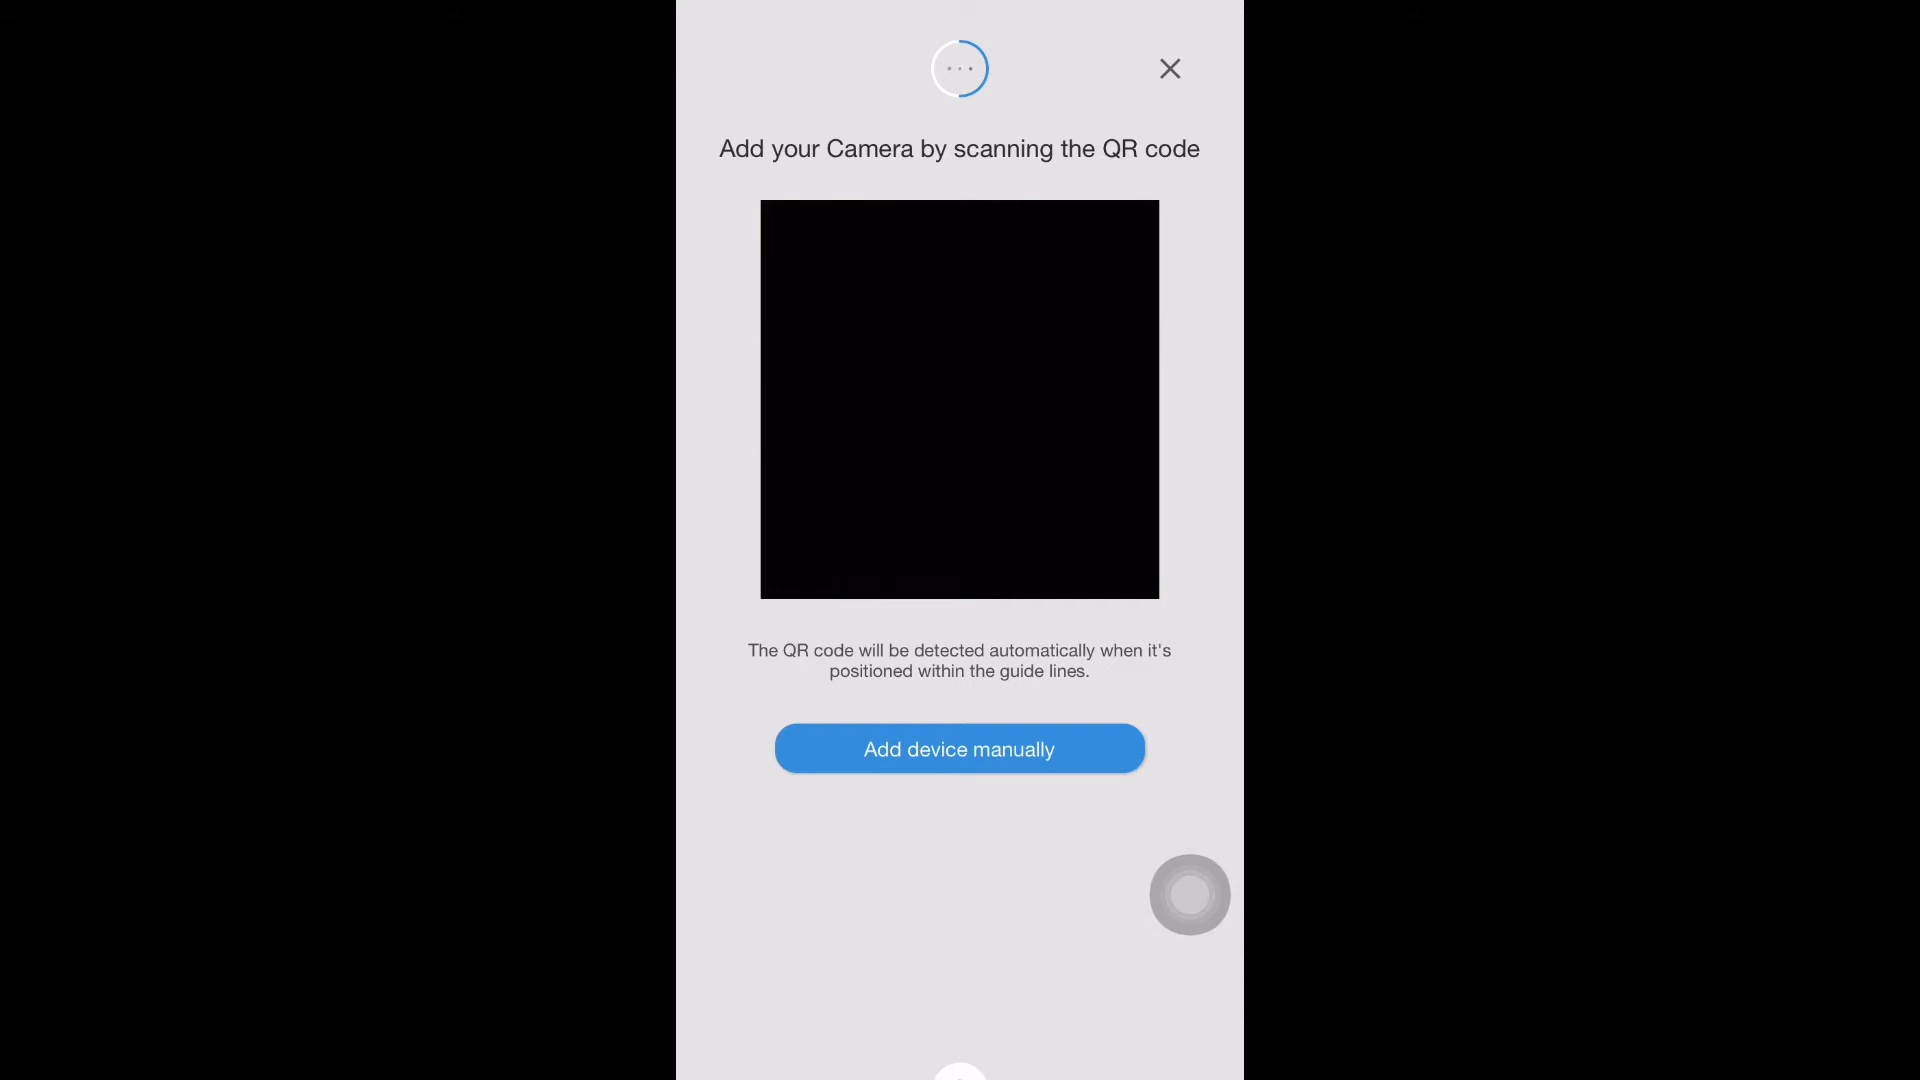 Add your Camera by scanning the QR code
The QR code will be detected automatically when it's
positioned within the guide lines.
Add device manually